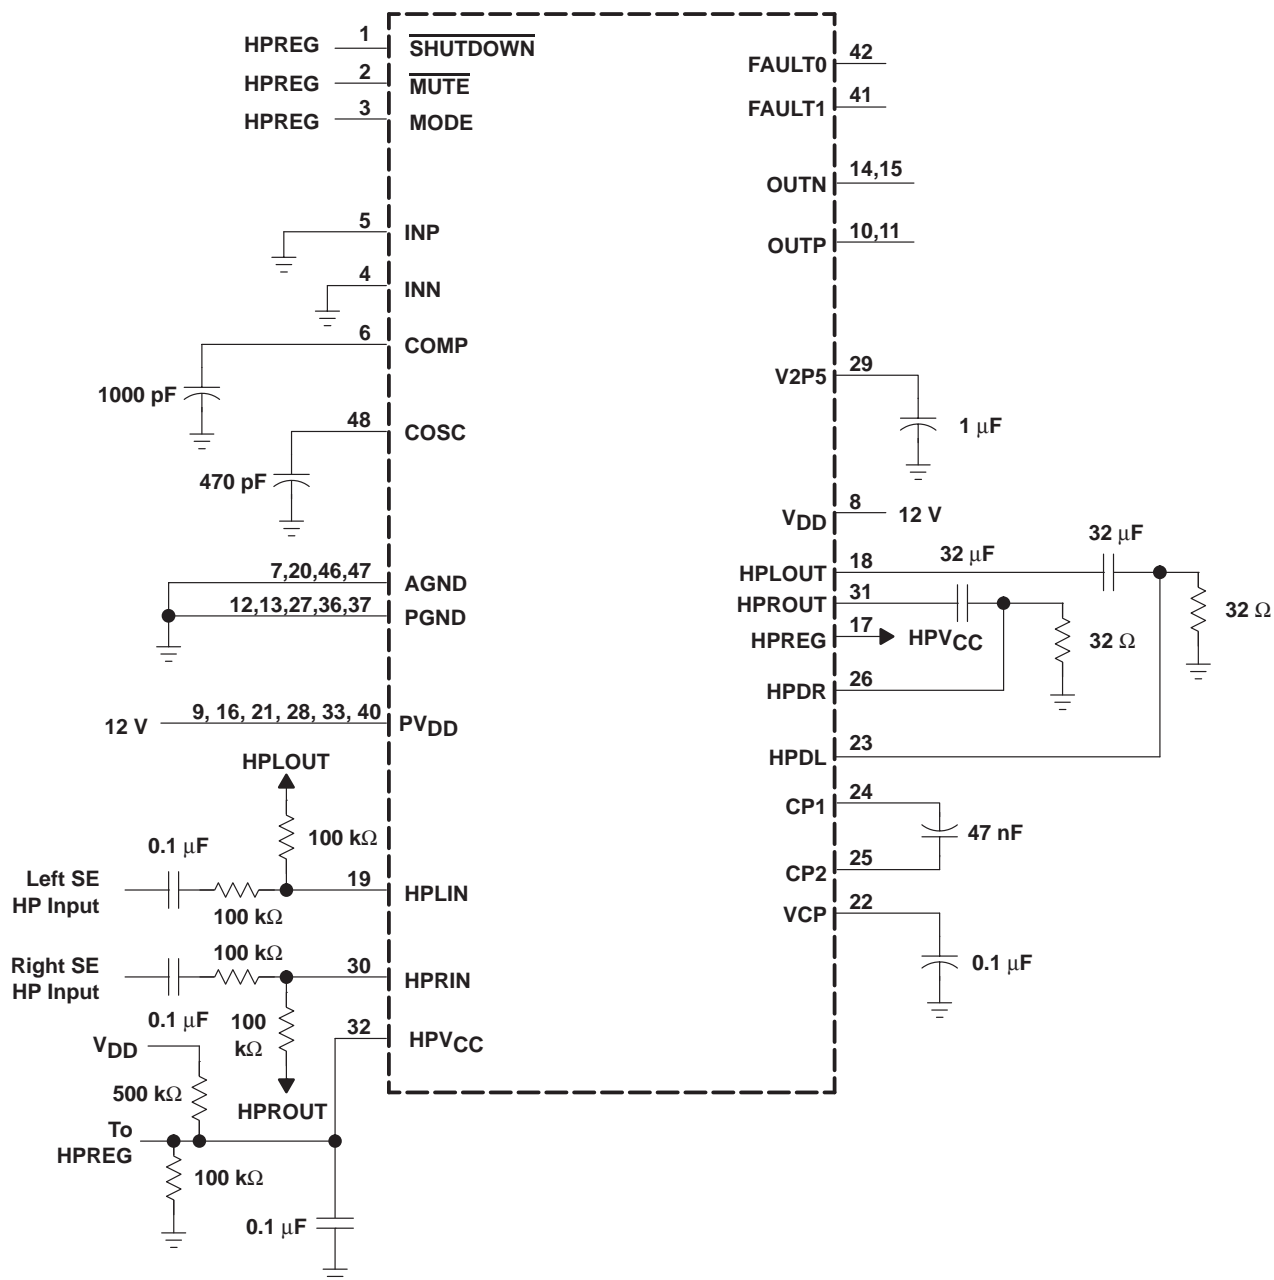 HPREG 1 SHUTDOWN
HPREG 2 MUTE
HPREG 3 MODE
5 INP
4 INN
6 COMP
1000 pF
48 COSC
470 pF
7,20,46,47 AGND
12,13,27,36,37 PGND
12 V 9, 16, 21, 28, 33, 40 PVDD
HPLOUT
100 kΩ
0.1 μF
Left SE
HP Input
100 kΩ
19 HPLIN
Right SE
HP Input
100 kΩ
0.1 μF
30 HPRIN
100
kΩ
HPROUT
32 HPVCC
VDD
500 kΩ
To
HPREG
100 kΩ
0.1 μF
FAULT0 42
FAULT1 41
OUTN 14,15
OUTP 10,11
V2P5 29
1 μF
VDD 8 12 V
HPLOUT 18
32 μF
32 Ω
HPROUT 31
32 μF
32 Ω
HPREG 17 HPVCC
HPDR 26
HPDL 23
CP1 24
47 nF
CP2 25
VCP 22
0.1 μF